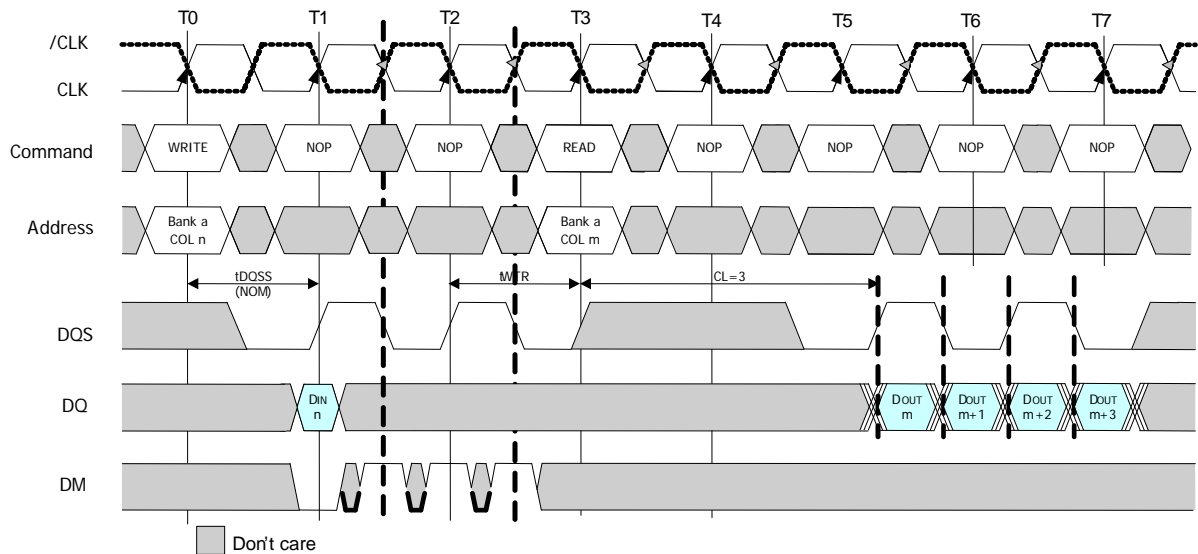 T0 T1 T2 T3 T4 T5 T6 T7
/CLK
CLK
Command WRITE NOP NOP READ NOP NOP NOP NOP
Address Bank a COL n Bank a COL m
tDQSS (NOM) tWTR CL=3
DQS
DQ DIN n DOUT m DOUT m+1 DOUT m+2 DOUT m+3
DM
Don't care